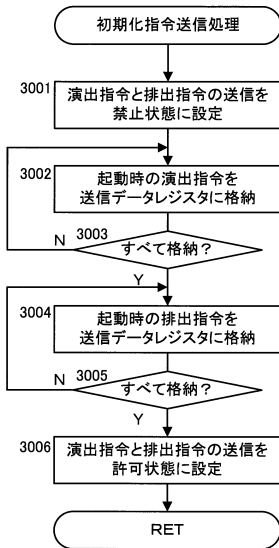 初期化指令送信処理
3001
演出指令と排出指令の送信を
禁止状態に設定
3002
起動時の演出指令を
送信データレジスタに格納
3003
N
すべて格納？
Y
3004
起動時の排出指令を
送信データレジスタに格納
N
3005
すべて格納？
Y
3006
演出指令と排出指令の送信を
許可状態に設定
RET